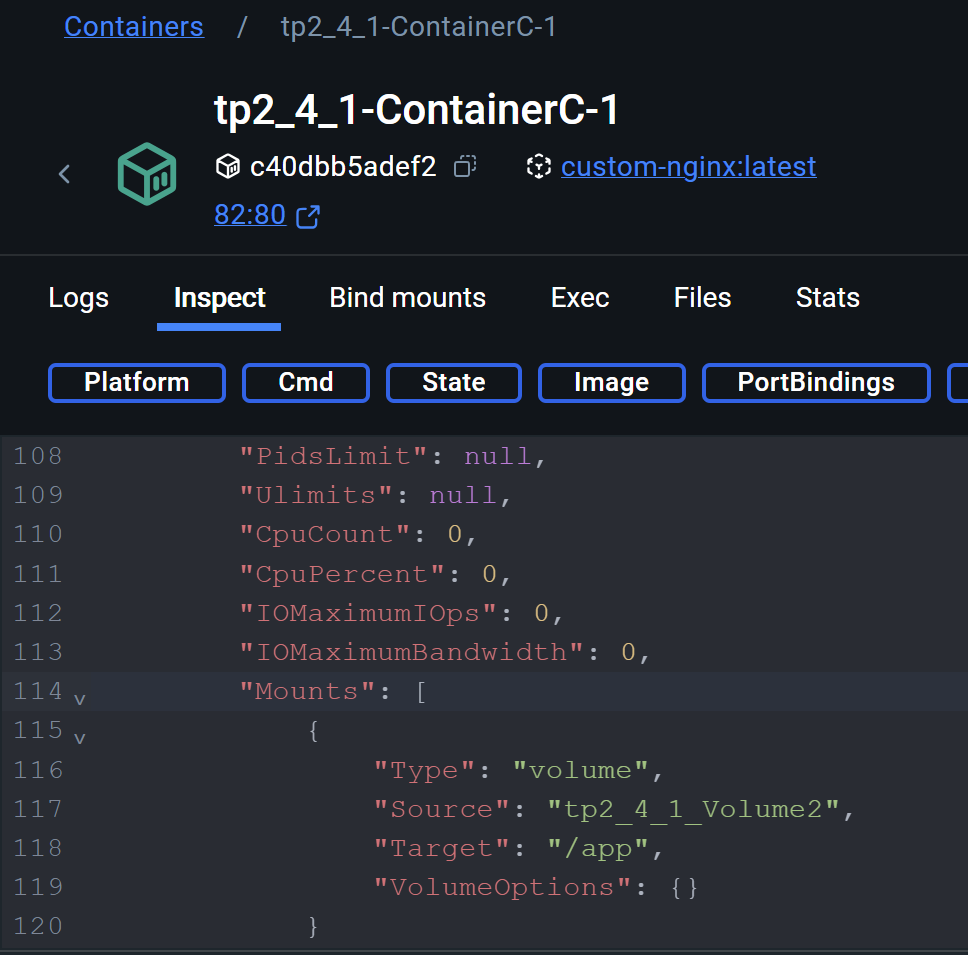 Containers / tp2_4_1-ContainerC-1
tp2_4_1-ContainerC-1
c40dbb5adef2 custom-nginx:latest
82:80
Logs Inspect Bind mounts Exec Files Stats
Platform Cmd State Image PortBindings
108 "PidsLimit": null,
109 "Ulimits": null,
110 "CpuCount": 0,
111 "CpuPercent": 0,
112 "IOMaximumIOps": 0,
113 "IOMaximumBandwidth": 0,
114 "Mounts": [
115 {
116 "Type": "volume",
117 "Source": "tp2_4_1_Volume2",
118 "Target": "/app",
119 "VolumeOptions": {}
120 }